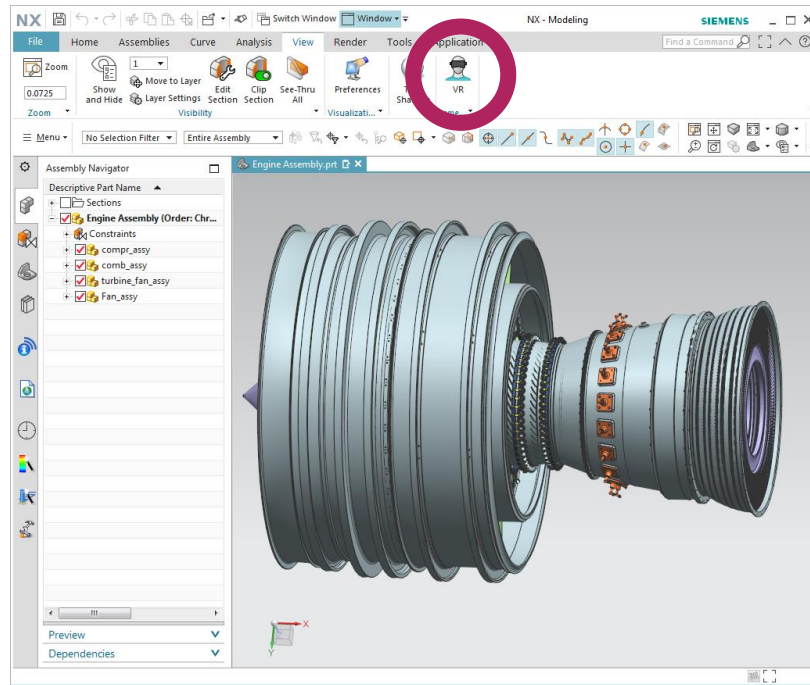 NX Switch Window Window NX - Modeling SIEMENS
File Home Assemblies Curve Analysis View Render Tools Application Find a Command
Zoom
0.0725
Zoom
Show
and Hide
1
Move to Layer
Layer Settings
Edit
Section
Clip
Section
See-Thru
All
Visibility
Preferences
Visualizati...
VR
Menu No Selection Filter Entire Assembly
Assembly Navigator
Engine Assembly.prt
Descriptive Part Name
Sections
Engine Assembly (Order: Chr...
Constraints
compr_assy
comb_assy
turbine_fan_assy
Fan_assy
X
Y
Preview
Dependencies